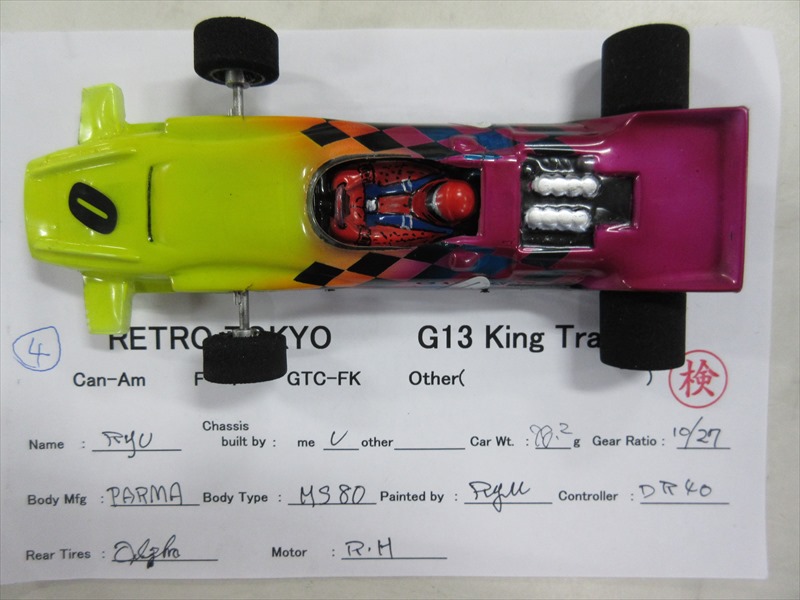 0
④ RETRO TOKYO G13 King Tra
Can-Am F GTC-FK Other( ) 検
Name : RYU Chassis built by : me ∪ other Car Wt. : g Gear Ratio : 10/27
Body Mfg : PARMA Body Type : MS80 Painted by : RYU Controller : DR40
Rear Tires : Alpha Motor : R.H